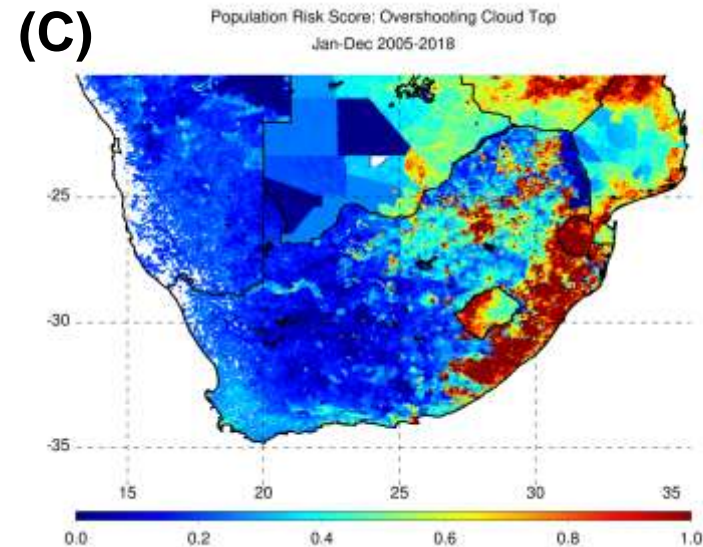 (C)
Population Risk Score: Overshooting Cloud Top
Jan-Dec 2005-2018
-25
-30
-35
15 20 25 30 35
0.0 0.2 0.4 0.6 0.8 1.0